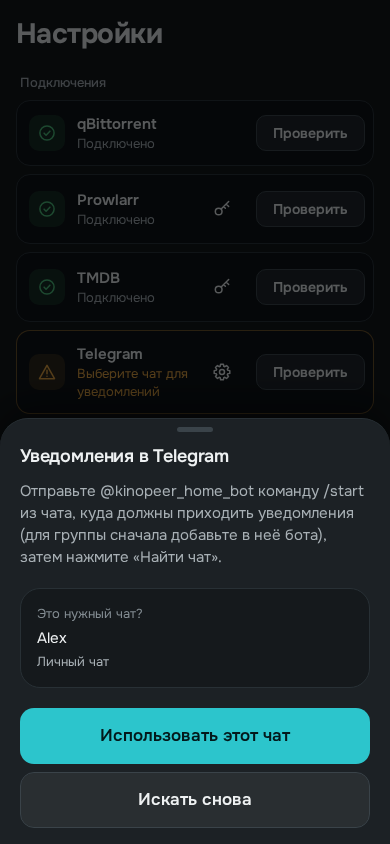 Настройки
Подключения
qBittorrent
Подключено
Проверить
Prowlarr
Подключено
Проверить
TMDB
Подключено
Проверить
Telegram
Выберите чат для
уведомлений
Проверить
Уведомления в Telegram
Отправьте @kinopeer_home_bot команду /start
из чата, куда должны приходить уведомления
(для группы сначала добавьте в неё бота),
затем нажмите «Найти чат».
Это нужный чат?
Alex
Личный чат
Использовать этот чат
Искать снова